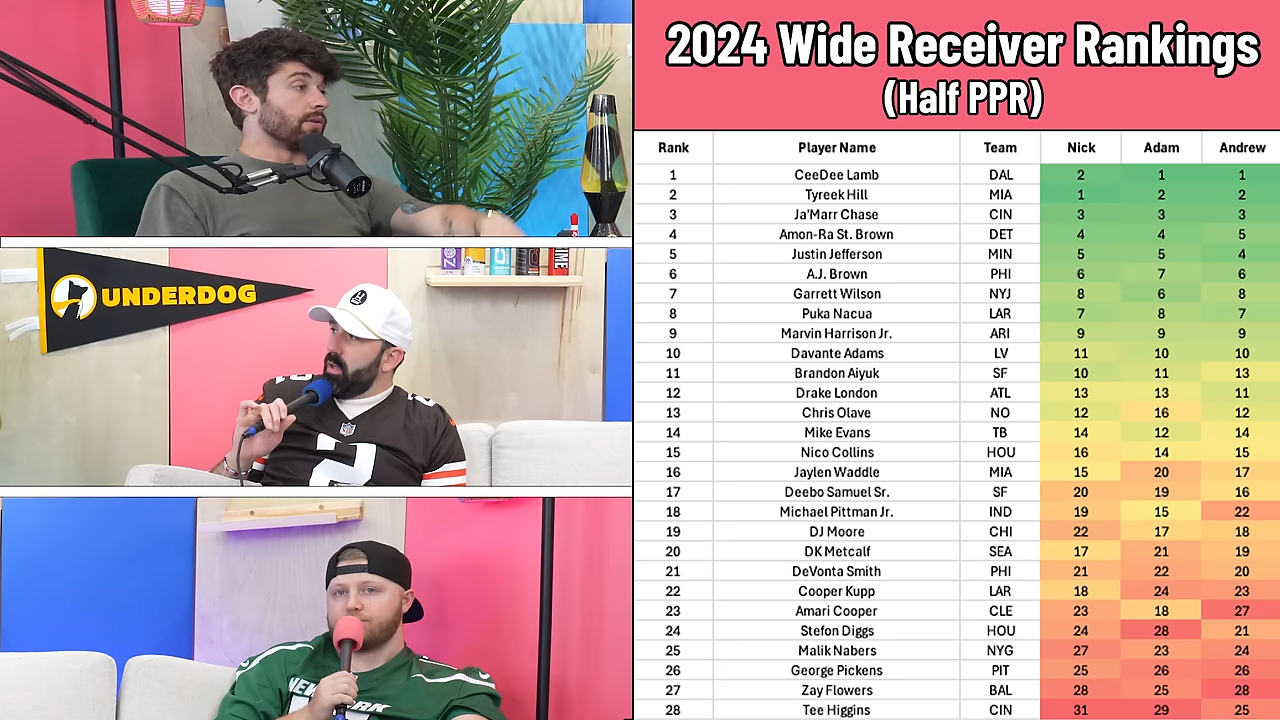 UNDERDOG
2
NEW YORK
2024 Wide Receiver Rankings
(Half PPR)
Rank Player Name Team Nick Adam Andrew
1 CeeDee Lamb DAL 2 1 1
2 Tyreek Hill MIA 1 2 2
3 Ja'Marr Chase CIN 3 3 3
4 Amon-Ra St. Brown DET 4 4 5
5 Justin Jefferson MIN 5 5 4
6 A.J. Brown PHI 6 7 6
7 Garrett Wilson NYJ 8 6 8
8 Puka Nacua LAR 7 8 7
9 Marvin Harrison Jr. ARI 9 9 9
10 Davante Adams LV 11 10 10
11 Brandon Aiyuk SF 10 11 13
12 Drake London ATL 13 13 11
13 Chris Olave NO 12 16 12
14 Mike Evans TB 14 12 14
15 Nico Collins HOU 16 14 15
16 Jaylen Waddle MIA 15 20 17
17 Deebo Samuel Sr. SF 20 19 16
18 Michael Pittman Jr. IND 19 15 22
19 DJ Moore CHI 22 17 18
20 DK Metcalf SEA 17 21 19
21 DeVonta Smith PHI 21 22 20
22 Cooper Kupp LAR 18 24 23
23 Amari Cooper CLE 23 18 27
24 Stefon Diggs HOU 24 28 21
25 Malik Nabers NYG 27 23 24
26 George Pickens PIT 25 26 26
27 Zay Flowers BAL 28 25 28
28 Tee Higgins CIN 31 29 25